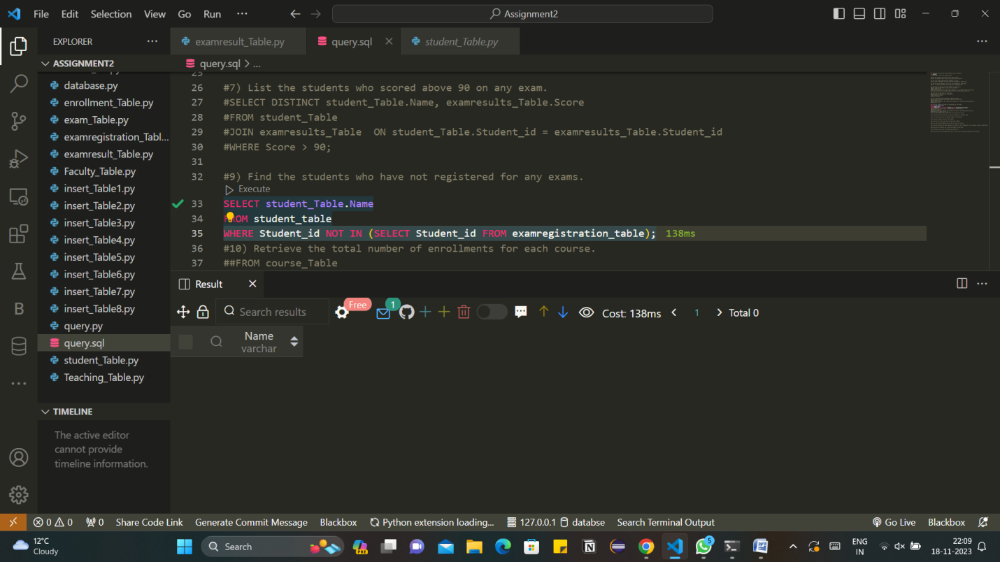 File Edit Selection View Go Run ··· Assignment2
EXPLORER ···
examresult_Table.py query.sql student_Table.py ···
ASSIGNMENT2
query.sql > ...
database.py
enrollment_Table.py
exam_Table.py
examregistration_Tabl...
examresult_Table.py
Faculty_Table.py
insert_Table1.py
insert_Table2.py
insert_Table3.py
insert_Table4.py
insert_Table5.py
insert_Table6.py
insert_Table7.py
insert_Table8.py
query.py
query.sql
student_Table.py
Teaching_Table.py
TIMELINE
The active editor
cannot provide
timeline information.
25
26 #7) List the students who scored above 90 on any exam.
27 #SELECT DISTINCT student_Table.Name, examresults_Table.Score
28 #FROM student_Table
29 #JOIN examresults_Table  ON student_Table.Student_id = examresults_Table.Student_id
30 #WHERE Score > 90;
31
32 #9) Find the students who have not registered for any exams.
Execute
33 SELECT student_Table.Name
34 FROM student_table
35 WHERE Student_id NOT IN (SELECT Student_id FROM examregistration_table); 138ms
36 #10) Retrieve the total number of enrollments for each course.
37 ##FROM course_Table
Result
Search results Free 1 Cost: 138ms < 1 > Total 0
Name
varchar
B
0 0 0 Share Code Link Generate Commit Message Blackbox Python extension loading... 127.0.0.1 databse Search Terminal Output Go Live Blackbox
12°C
Cloudy
Search PRE 5
ENG
IN
22:09
18-11-2023